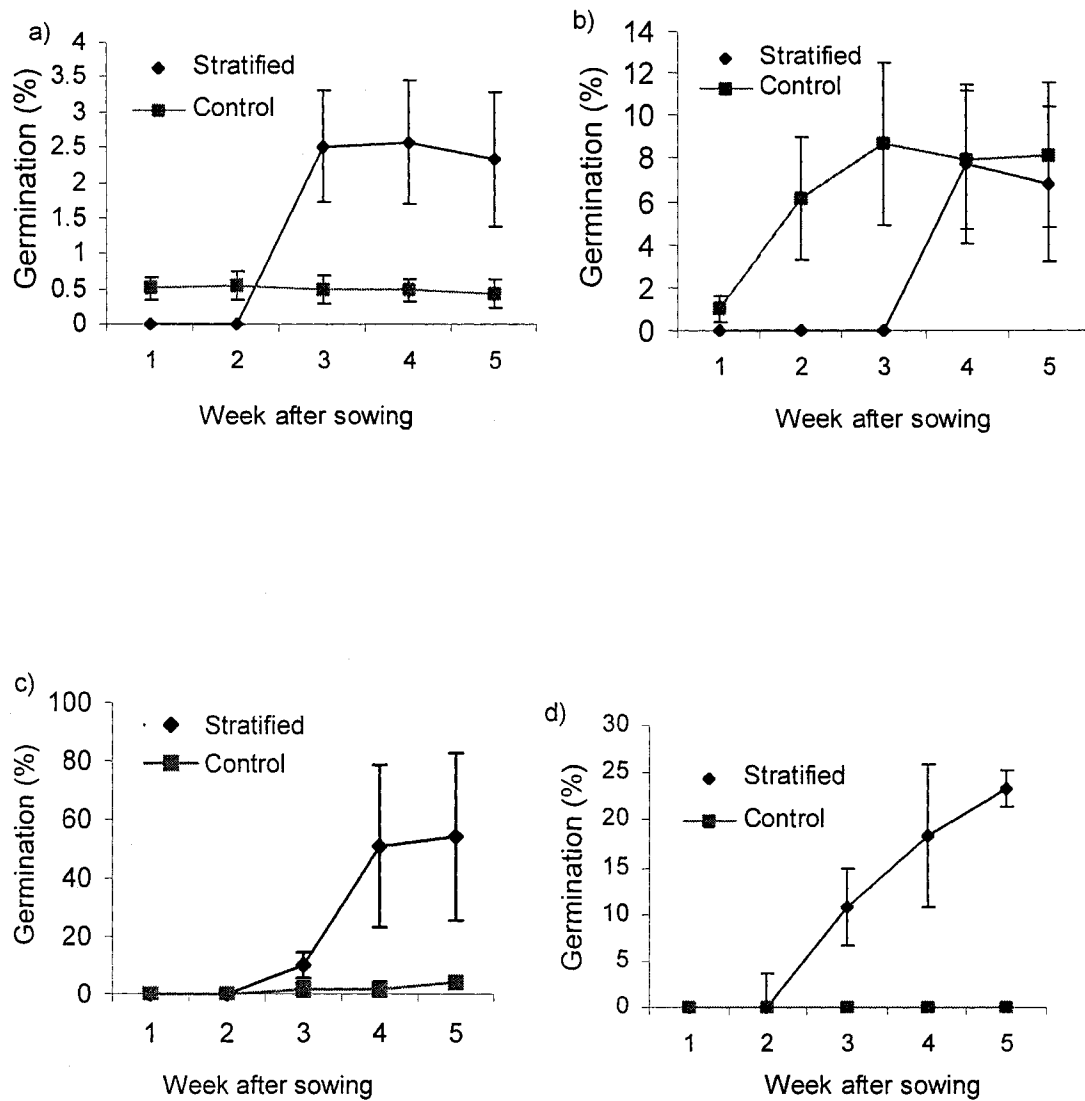 a)
Germination (%)
4
3.5
3
2.5
2
1.5
1
0.5
0
Stratified
Control
1 2 3 4 5
Week after sowing
b)
Germination (%)
14
12
10
8
6
4
2
0
Stratified
Control
1 2 3 4 5
Week after sowing
c)
Germination (%)
100
80
60
40
20
0
Stratified
Control
1 2 3 4 5
Week after sowing
d)
Germination (%)
30
25
20
15
10
5
0
Stratified
Control
1 2 3 4 5
Week after sowing